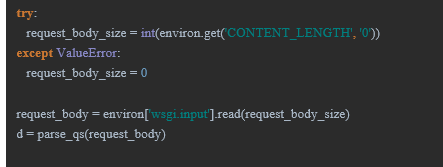 try:
request_body_size = int(environ.get('CONTENT_LENGTH', '0'))
except ValueError:
request_body_size = 0
request_body = environ['wsgi.input'].read(request_body_size)
d = parse_qs(request_body)